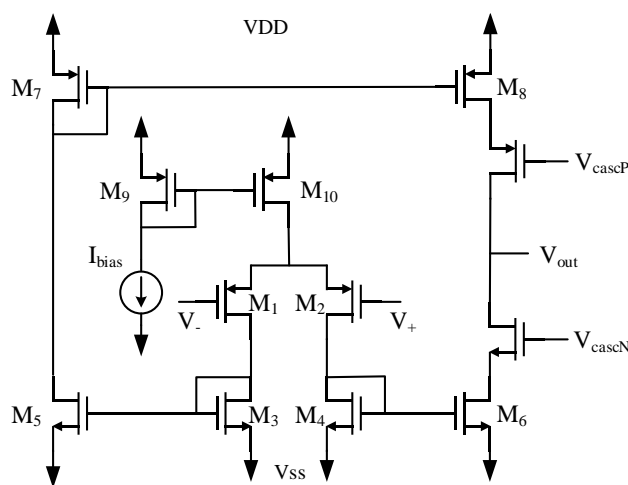 VDD
M7
M8
VcascP
M9
M10
Ibias
Vout
M1
M2
V-
V+
VcascN
M5
M3
M4
M6
Vss